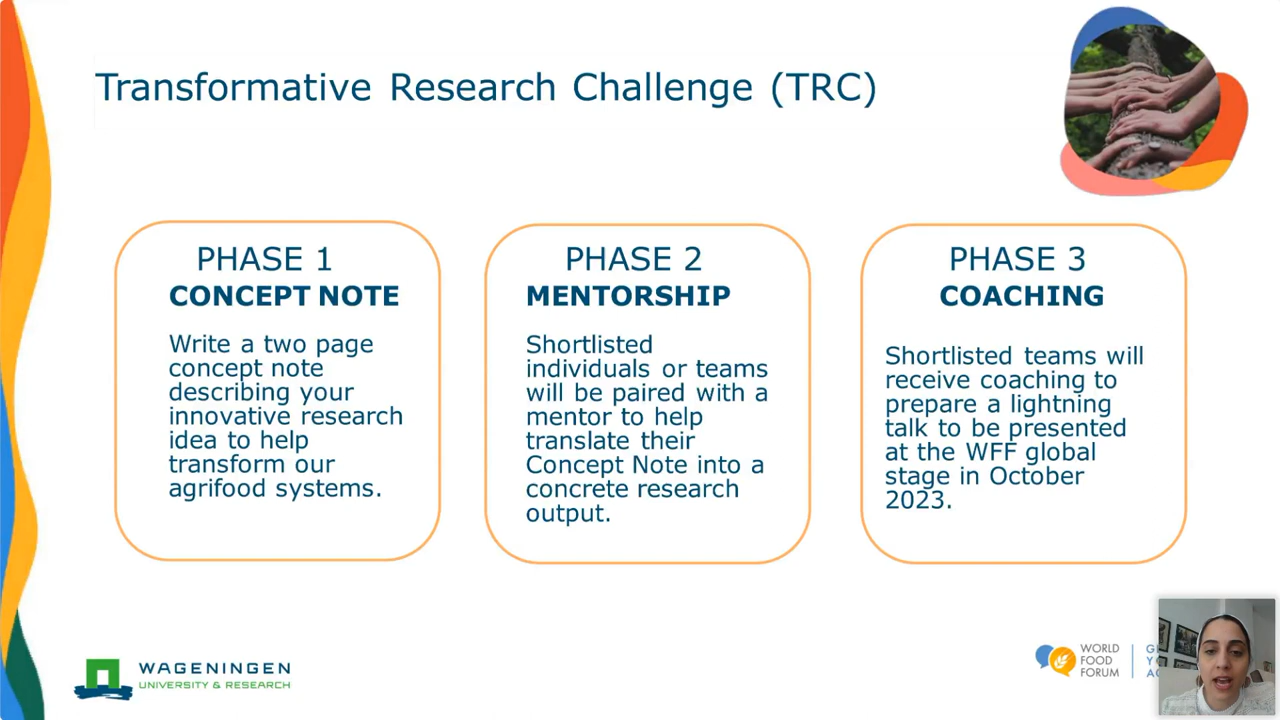 Transformative Research Challenge (TRC)
PHASE 1
CONCEPT NOTE
Write a two page
concept note
describing your
innovative research
idea to help
transform our
agrifood systems.
PHASE 2
MENTORSHIP
Shortlisted
individuals or teams
will be paired with a
mentor to help
translate their
Concept Note into a
concrete research
output.
PHASE 3
COACHING
Shortlisted teams will
receive coaching to
prepare a lightning
talk to be presented
at the WFF global
stage in October
2023.
WAGENINGEN
UNIVERSITY & RESEARCH
WORLD
FOOD
FORUM